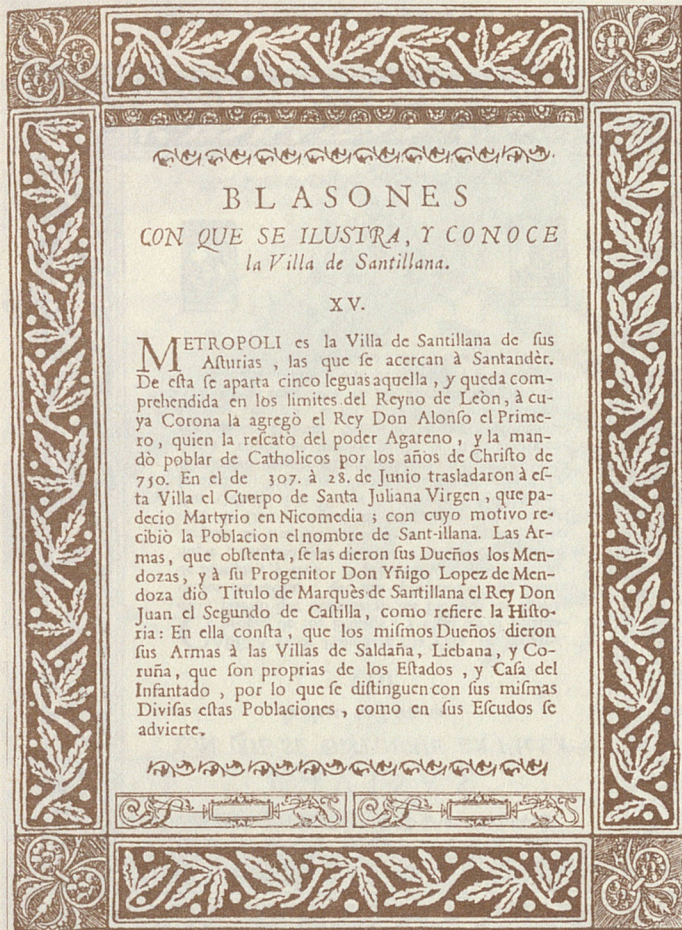 BLASONES
CON QUE SE ILUSTRA, Y CONOCE
la Villa de Santillana.
XV.
METROPOLI es la Villa de Santillana de ſus
Aſturias , las que ſe acercan à Santandèr.
De eſta ſe aparta cinco leguas aquella , y queda com-
prehendida en los limites del Reyno de Leòn, à cu-
ya Corona la agregò el Rey Don Alonſo el Prime-
ro, quien la reſcatò del poder Agareno , y la man-
dò poblar de Catholicos por los años de Chriſto de
750. En el de 307. à 28. de Junio trasladaron à eſ-
ta Villa el Cuerpo de Santa Juliana Virgen , que pa-
decio Martyrio en Nicomedia ; con cuyo motivo re-
cibiò la Poblacion el nombre de Sant-illana. Las Ar-
mas, que obſtenta, ſe las dieron ſus Dueños los Men-
dozas, y à ſu Progenitor Don Yñigo Lopez de Men-
doza diò Titulo de Marquès de Santillana el Rey Don
Juan el Segundo de Caſtilla, como refiere la Hiſto-
ria: En ella conſta, que los miſmos Dueños dieron
ſus Armas à las Villas de Saldaña, Liebana, y Co-
ruña, que ſon proprias de los Eſtados , y Caſa del
Infantado , por lo que ſe diſtinguen con ſus miſmas
Diviſas eſtas Poblaciones , como en ſus Eſcudos ſe
advierte.